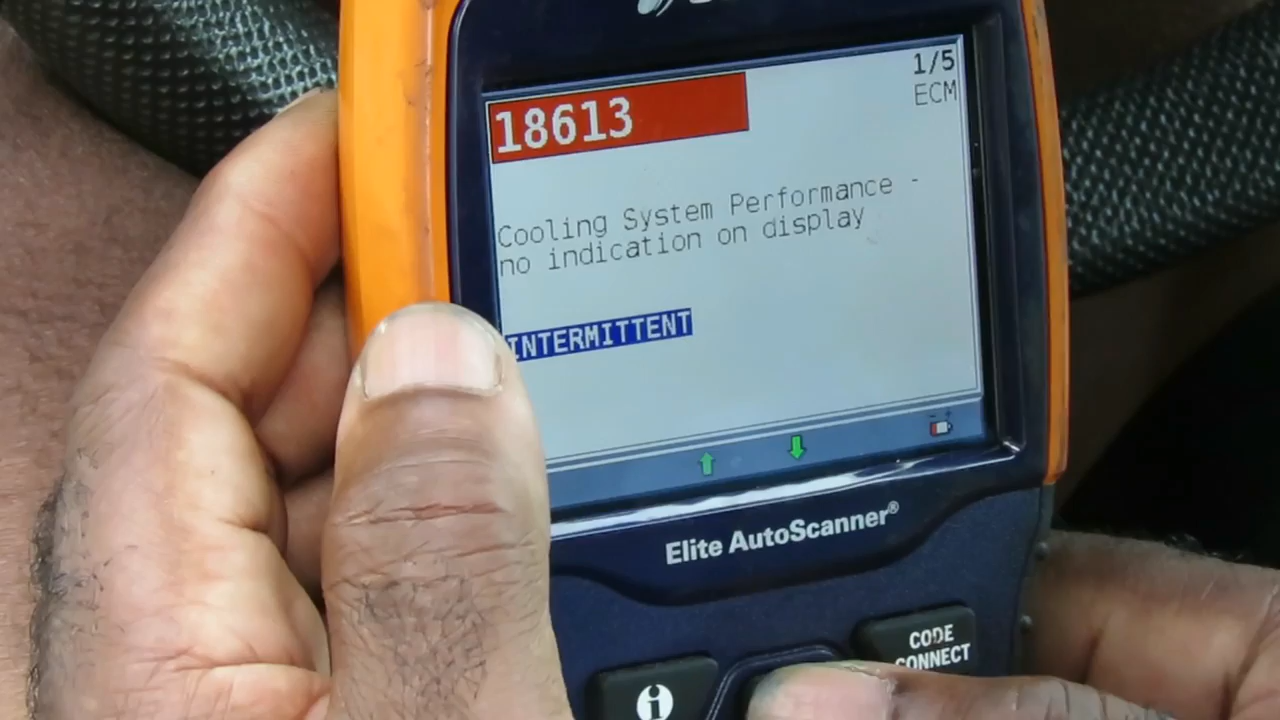 18613
1/5
ECM
Cooling System Performance -
no indication on display
INTERMITTENT
Elite AutoScanner®
CODE
CONNECT
i